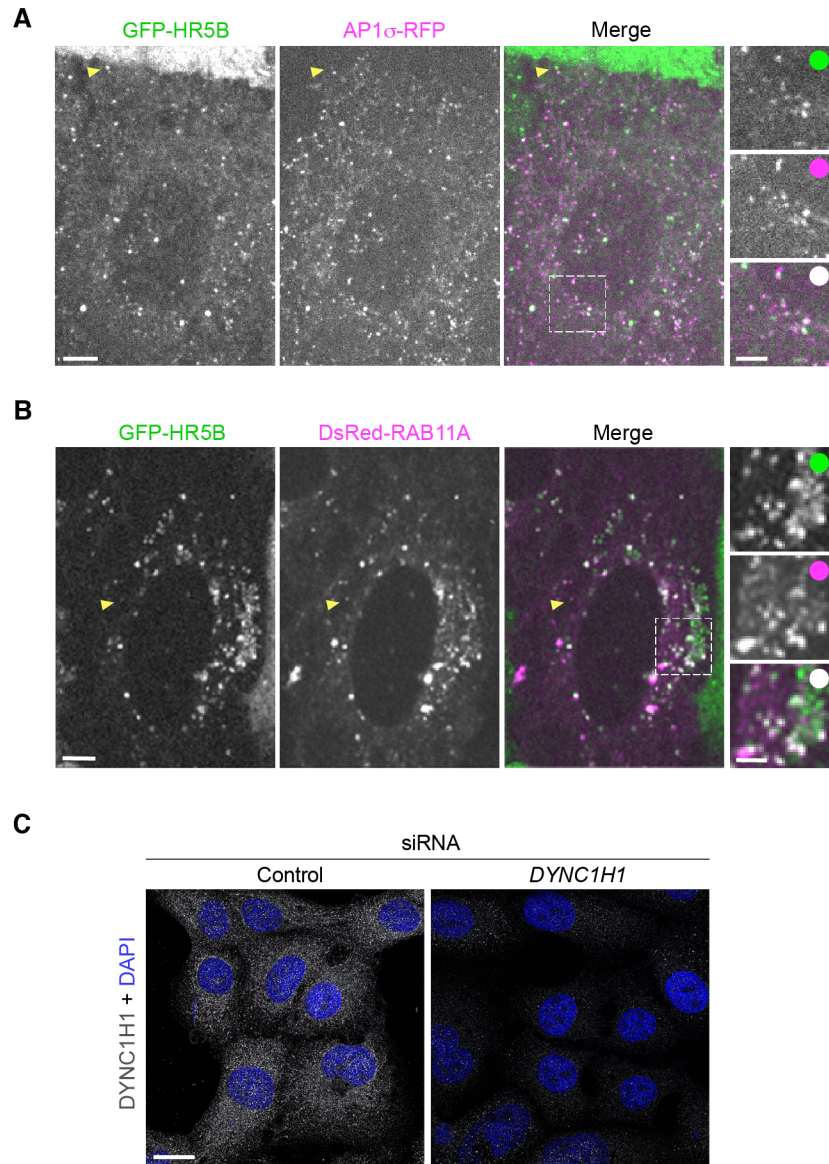 A
GFP-HR5B AP1σ-RFP Merge
B
GFP-HR5B DsRed-RAB11A Merge
C
siRNA
Control DYNC1H1
DYNC1H1 + DAPI